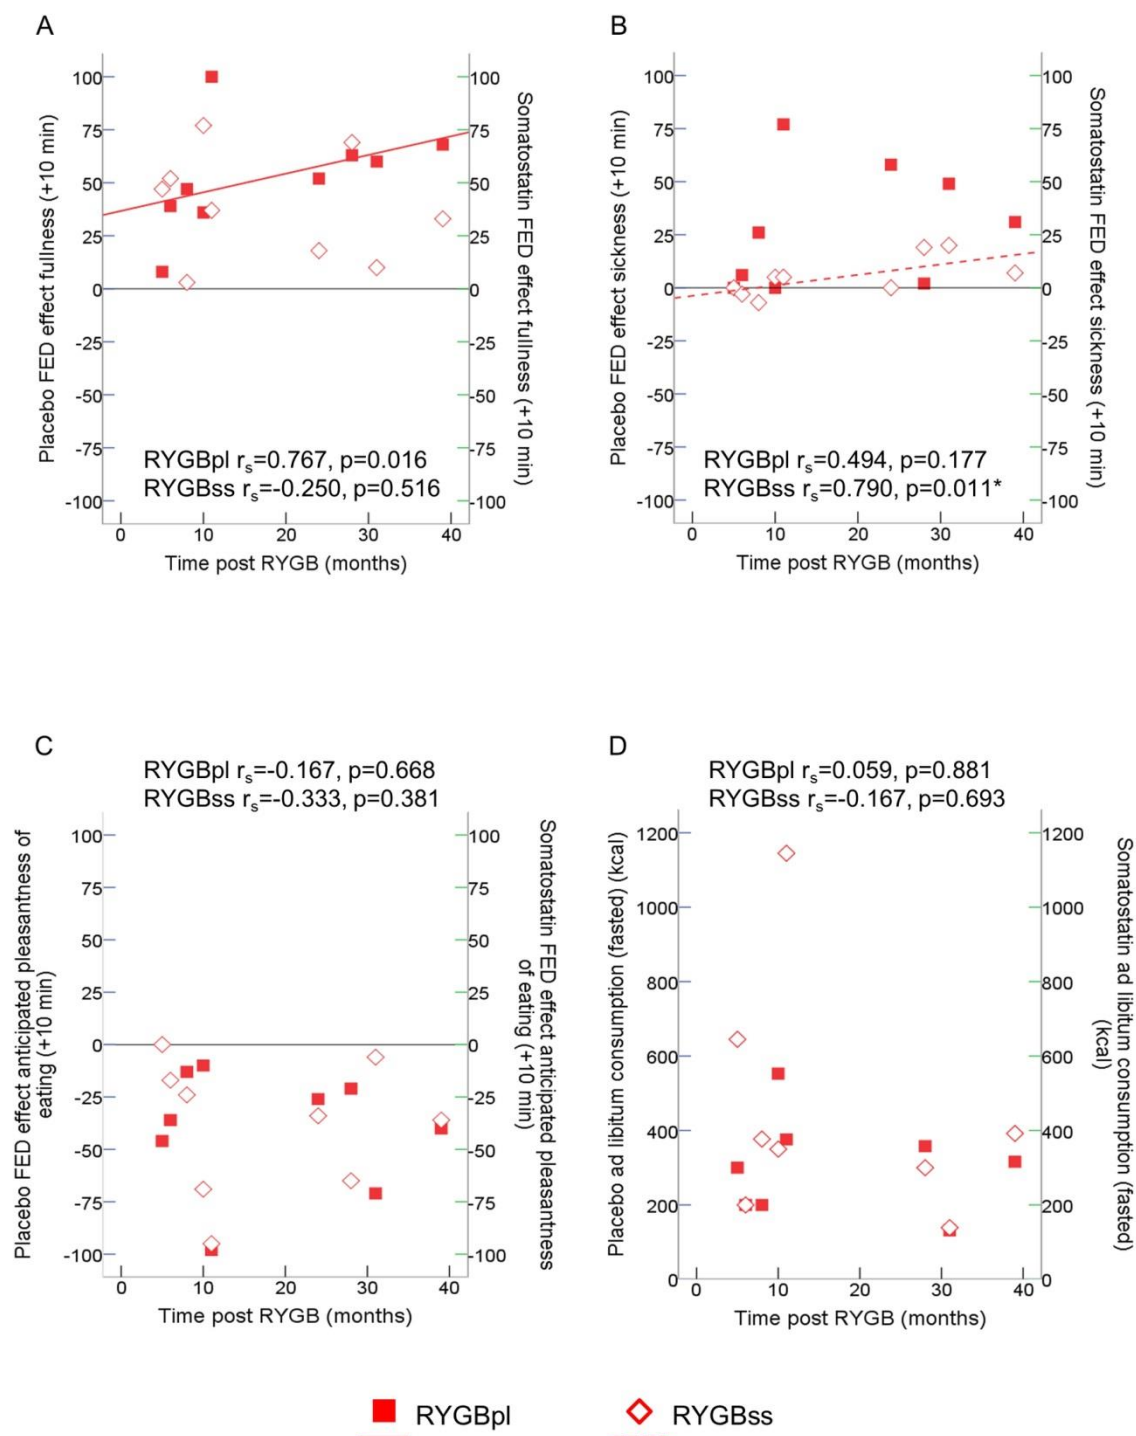 A
Placebo FED effect fullness (+10 min)
100
75
50
25
0
-25
-50
-75
-100
100
75
50
25
0
-25
-50
-75
-100
Somatostatin FED effect fullness (+10 min)
RYGBpl rs=0.767, p=0.016
RYGBss rs=-0.250, p=0.516
0 10 20 30 40
Time post RYGB (months)
B
Placebo FED effect sickness (+10 min)
100
75
50
25
0
-25
-50
-75
-100
100
75
50
25
0
-25
-50
-75
-100
Somatostatin FED effect sickness (+10 min)
RYGBpl rs=0.494, p=0.177
RYGBss rs=0.790, p=0.011*
0 10 20 30 40
Time post RYGB (months)
C
RYGBpl rs=-0.167, p=0.668
RYGBss rs=-0.333, p=0.381
Placebo FED effect anticipated pleasantness of
eating (+10 min)
100
75
50
25
0
-25
-50
-75
-100
100
75
50
25
0
-25
-50
-75
-100
Somatostatin FED effect anticipated pleasantness
of eating (+10 min)
0 10 20 30 40
Time post RYGB (months)
D
RYGBpl rs=0.059, p=0.881
RYGBss rs=-0.167, p=0.693
Placebo ad libitum consumption (fasted) (kcal)
1200
1000
800
600
400
200
0
1200
1000
800
600
400
200
0
Somatostatin ad libitum consumption (fasted)
(kcal)
0 10 20 30 40
Time post RYGB (months)
RYGBpl
RYGBss